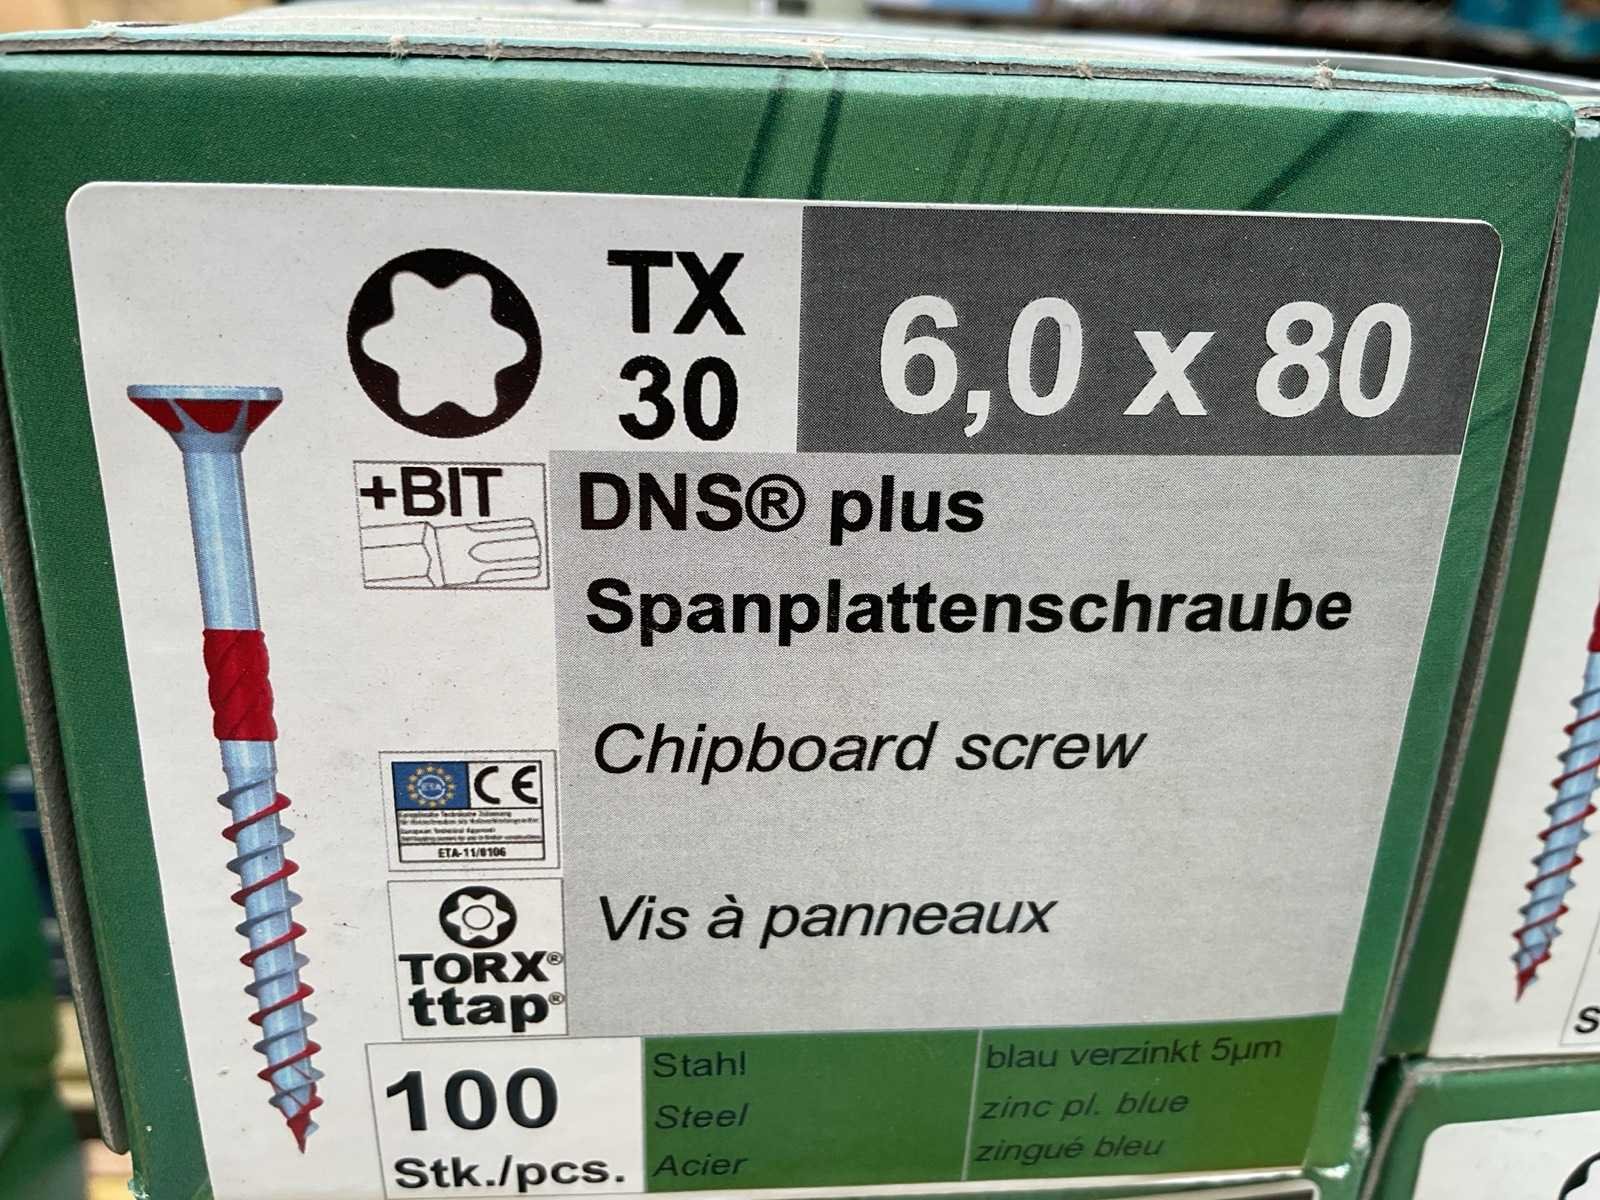 TX
30
6,0 x 80
+BIT
DNS® plus
Spanplattenschraube
Chipboard screw
ETA
CE
ETA-11/0106
Vis à panneaux
TORX®
ttap®
100
Stk./pcs.
Stahl
Steel
Acier
blau verzinkt 5µm
zinc pl. blue
zingué bleu